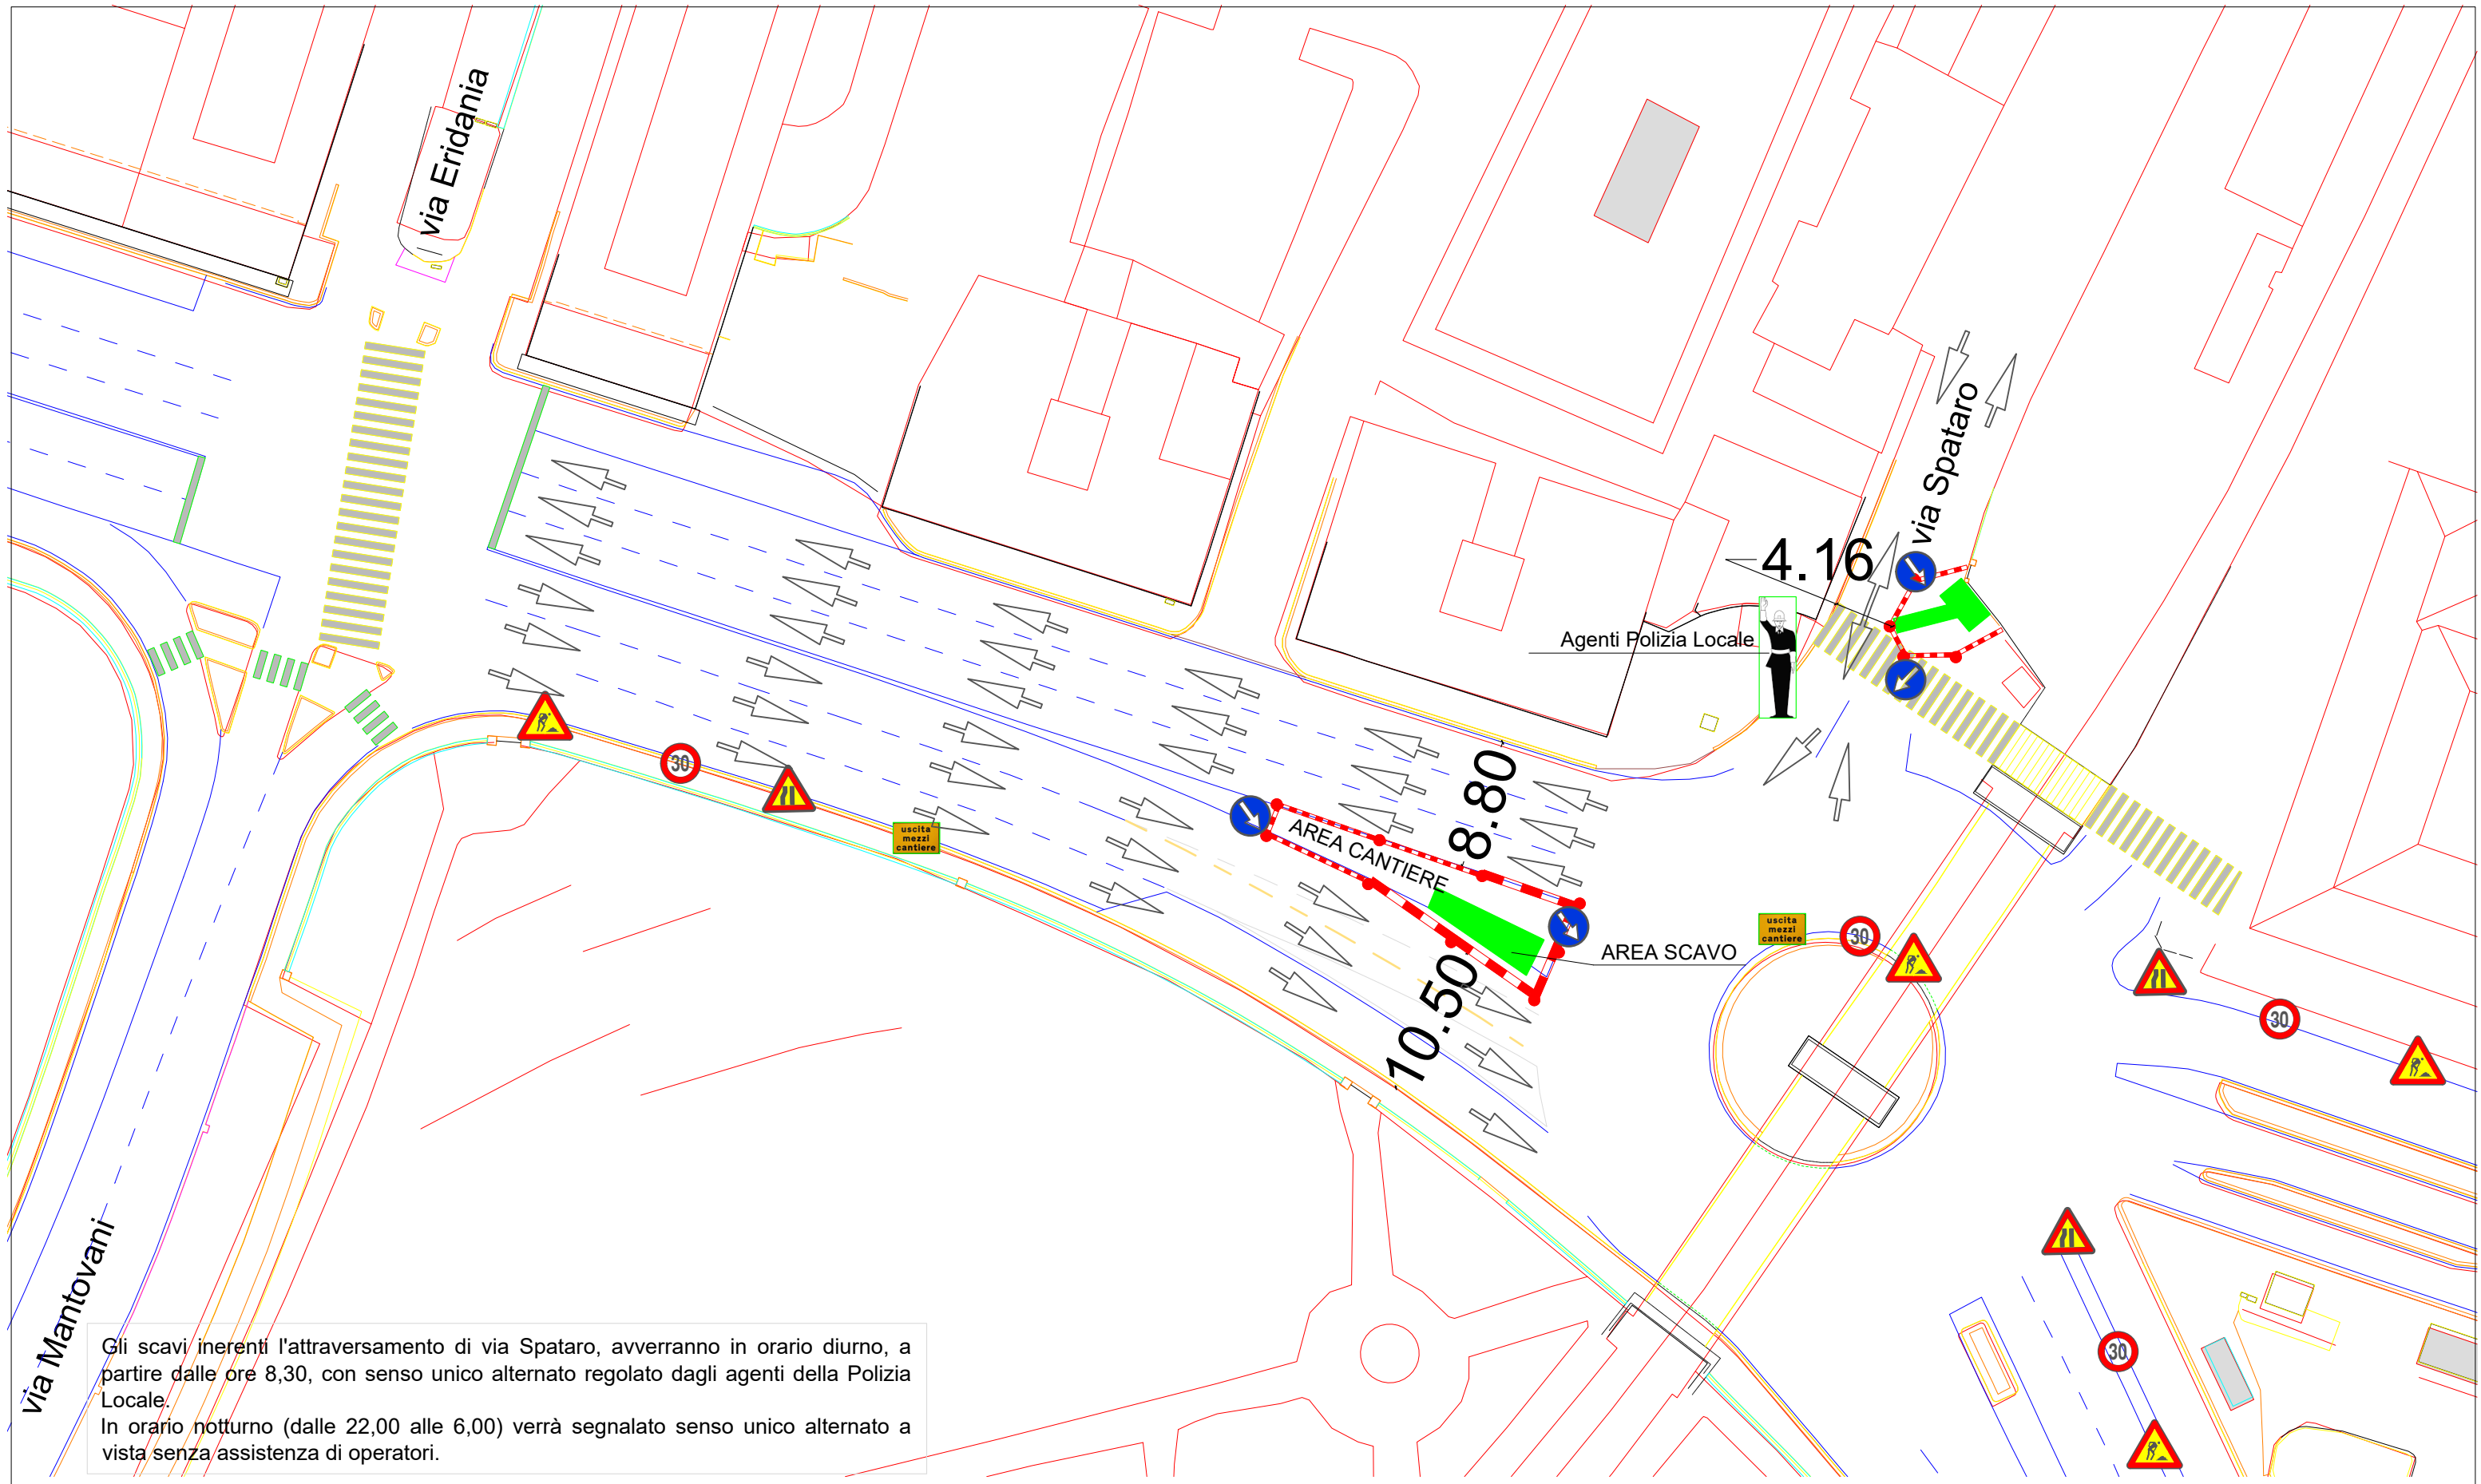 via Eridania
via Spataro
4.16
Agenti Polizia Locale
30
8.80
uscita
mezzi
cantiere
AREA CANTIERE
uscita
mezzi
cantiere
30
AREA SCAVO
10.50
30
via Mantovani
30
Gli scavi inerenti l'attraversamento di via Spataro, avverranno in orario diurno, a
partire dalle ore 8,30, con senso unico alternato regolato dagli agenti della Polizia
Locale.
In orario notturno (dalle 22,00 alle 6,00) verrà segnalato senso unico alternato a
vista senza assistenza di operatori.